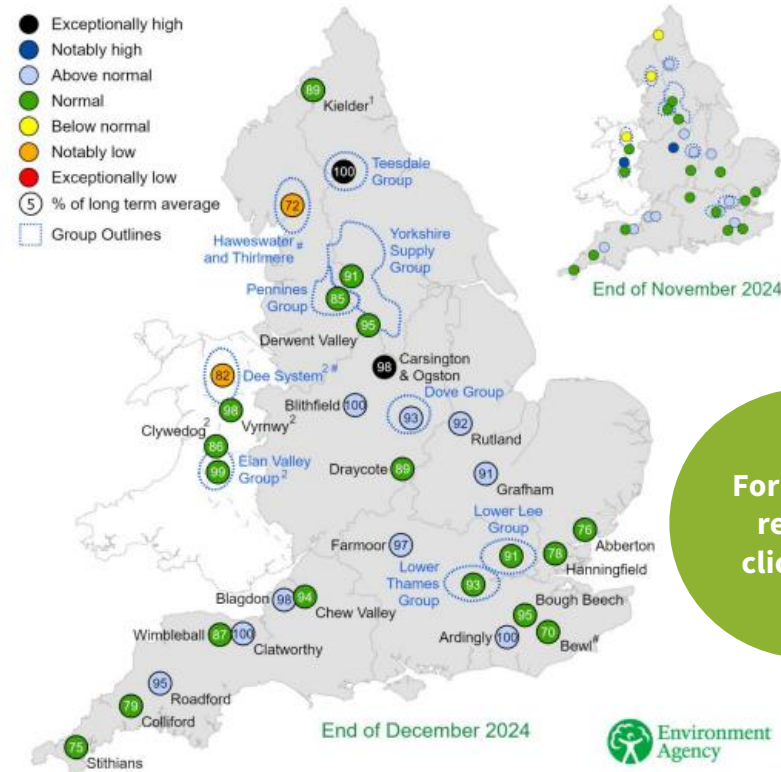 Exceptionally high
Notably high
Above normal
Normal
Below normal
Notably low
Exceptionally low
5 % of long term average
Group Outlines
89
Kielder1
100
Teesdale
Group
72
Haweswater#
and Thirlmere
Yorkshire
Supply
Group
91
Pennines
Group
85
95
Derwent Valley
98
Carsington
& Ogston
82
Dee System2 #
98
Vyrnwy2
Blithfield
100
Dove Group
93
92
Rutland
Clywedog2
86
99
Elan Valley
Group2
Draycote
89
91
Grafham
Lower Lee
Group
91
76
Abberton
78
Hanningfield
Farmoor
97
Lower
Thames
Group
93
Blagdon
98
94
Chew Valley
Bough Beech
95
Wimbleball
87
100
Clatworthy
Ardingly
100
70
Bewl#
95
Roadford
79
Colliford
75
Stithians
End of December 2024
End of November 2024
For
re
clic
Environment
Agency